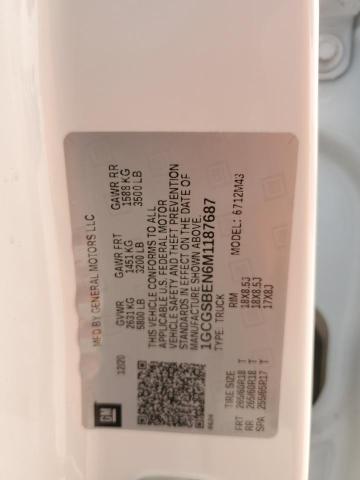 MFD BY GENERAL MOTORS LLC
12/20
GVWR GAWR FRT GAWR RR
2631 KG 1451 KG 1588 KG
5800 LB 3200 LB 3500 LB
THIS VEHICLE CONFORMS TO ALL
APPLICABLE U.S. FEDERAL MOTOR
VEHICLE SAFETY AND THEFT PREVENTION
STANDARDS IN EFFECT ON THE DATE OF
MANUFACTURE SHOWN ABOVE.
1GCGSBEN6M1187687
TYPE: TRUCK
MODEL: 6712M43
GM
TIRE SIZE RIM
FRT 265/60R18 T 18X8.5J
RR 265/60R18 T 18X8.5J
SPA 255/65R17 T 17X8J